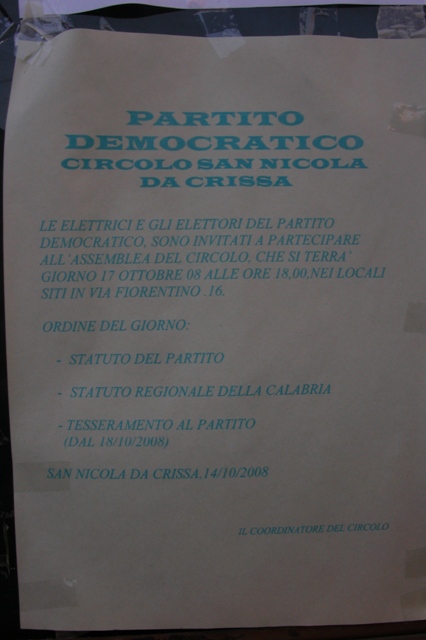 PARTITO
DEMOCRATICO
CIRCOLO SAN NICOLA
DA CRISSA
LE ELETTRICI E GLI ELETTORI DEL PARTITO
DEMOCRATICO, SONO INVITATI A PARTECIPARE
ALL'ASSEMBLEA DEL CIRCOLO, CHE SI TERRA'
GIORNO 17 OTTOBRE 08 ALLE ORE 18,00,NEI LOCALI
SITI IN VIA FIORENTINO .16.
ORDINE DEL GIORNO:
- STATUTO DEL PARTITO
- STATUTO REGIONALE DELLA CALABRIA
- TESSERAMENTO AL PARTITO
(DAL 18/10/2008)
SAN NICOLA DA CRISSA,14/10/2008
IL COORDINATORE DEL CIRCOLO